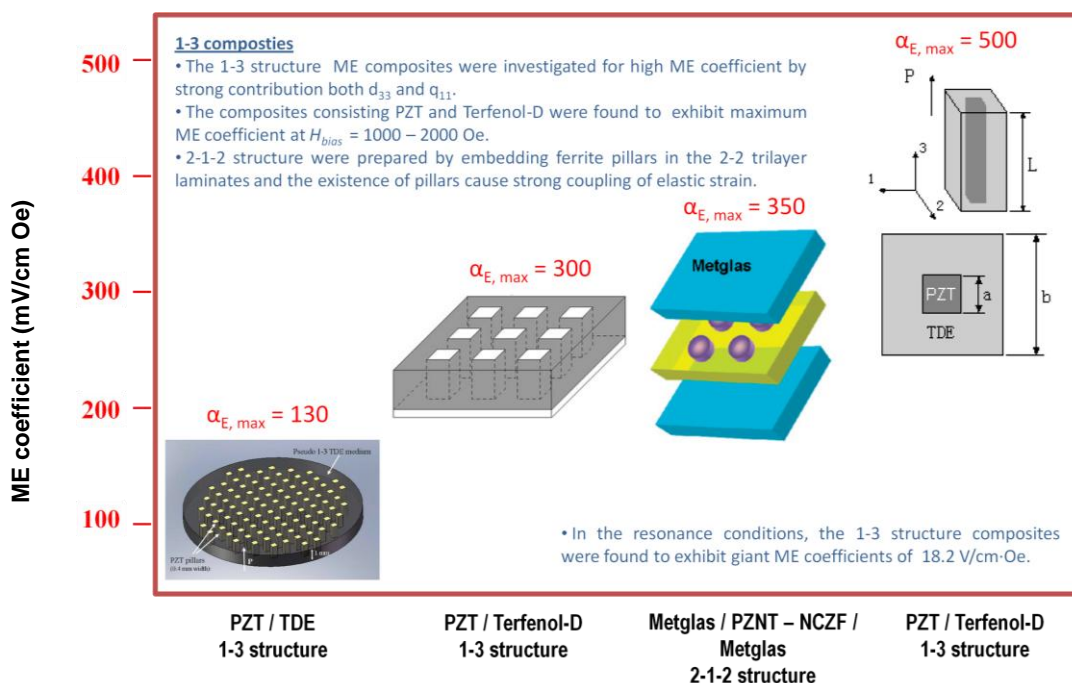 1-3 composties
• The 1-3 structure ME composites were investigated for high ME coefficient by
strong contribution both d33 and q11.
• The composites consisting PZT and Terfenol-D were found to exhibit maximum
ME coefficient at Hbias = 1000 – 2000 Oe.
• 2-1-2 structure were prepared by embedding ferrite pillars in the 2-2 trilayer
laminates and the existence of pillars cause strong coupling of elastic strain.
ME coefficient (mV/cm Oe)
500
400
300
200
100
αE, max = 130
Pseudo 1-3 TDE medium
PZT pillars
(0.4 mm width)
P
1 mm
αE, max = 300
αE, max = 350
Metglas
αE, max = 500
P
L
3
1
2
PZT
a
b
TDE
• In the resonance conditions, the 1-3 structure composites
were found to exhibit giant ME coefficients of 18.2 V/cm·Oe.
PZT / TDE
1-3 structure
PZT / Terfenol-D
1-3 structure
Metglas / PZNT – NCZF /
Metglas
2-1-2 structure
PZT / Terfenol-D
1-3 structure